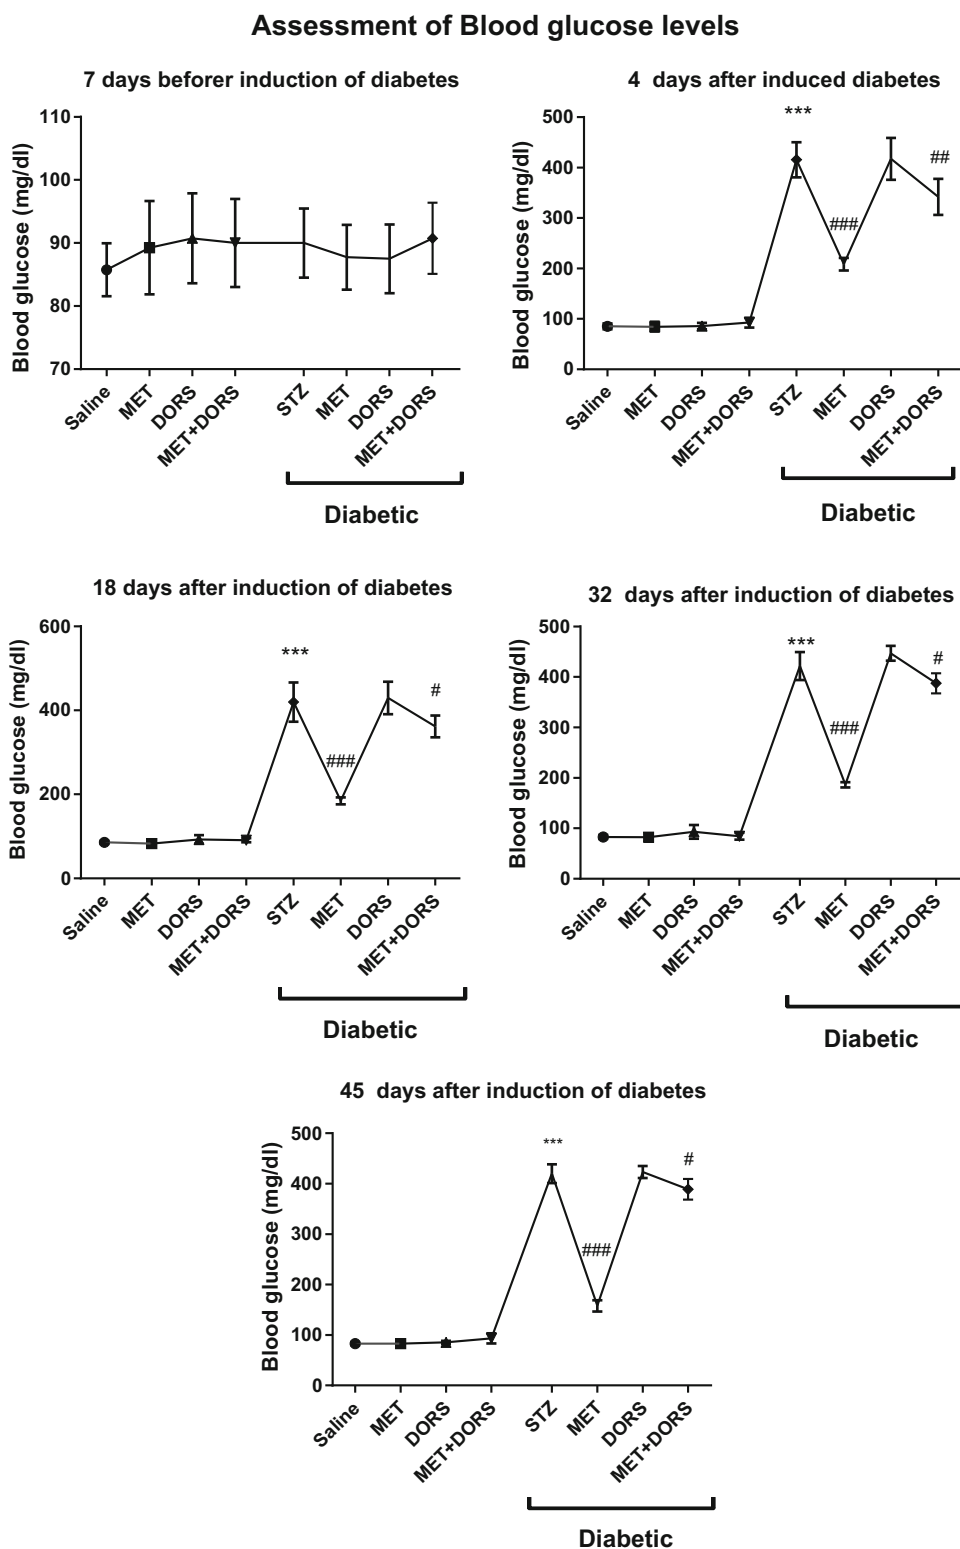 Assessment of Blood glucose levels
7 days beforer induction of diabetes
Blood glucose (mg/dl)
110
100
90
80
70
Saline
MET
DORS
MET+DORS
STZ
MET
DORS
MET+DORS
Diabetic
4 days after induced diabetes
Blood glucose (mg/dl)
500
400
300
200
100
0
***
###
##
Saline
MET
DORS
MET+DORS
STZ
MET
DORS
MET+DORS
Diabetic
18 days after induction of diabetes
Blood glucose (mg/dl)
600
400
200
0
***
###
#
Saline
MET
DORS
MET+DORS
STZ
MET
DORS
MET+DORS
Diabetic
32 days after induction of diabetes
Blood glucose (mg/dl)
500
400
300
200
100
0
***
###
#
Saline
MET
DORS
MET+DORS
STZ
MET
DORS
MET+DORS
Diabetic
45 days after induction of diabetes
Blood glucose (mg/dl)
500
400
300
200
100
0
***
###
#
Saline
MET
DORS
MET+DORS
STZ
MET
DORS
MET+DORS
Diabetic